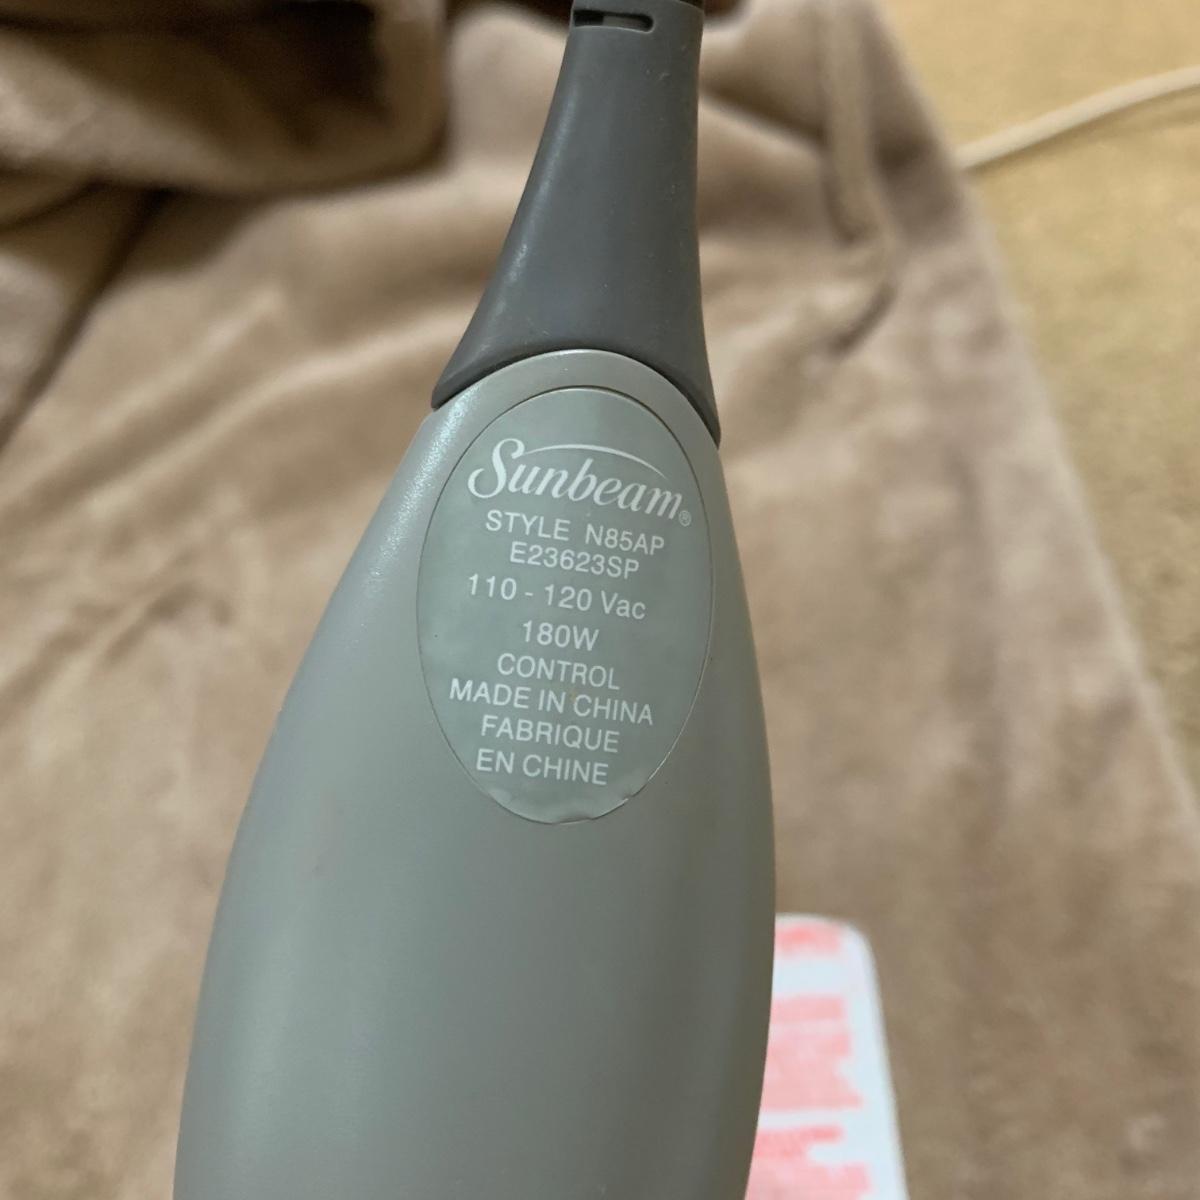 Sunbeam®
STYLE N85AP
E23623SP
110 - 120 Vac
180W
CONTROL
MADE IN CHINA
FABRIQUE
EN CHINE